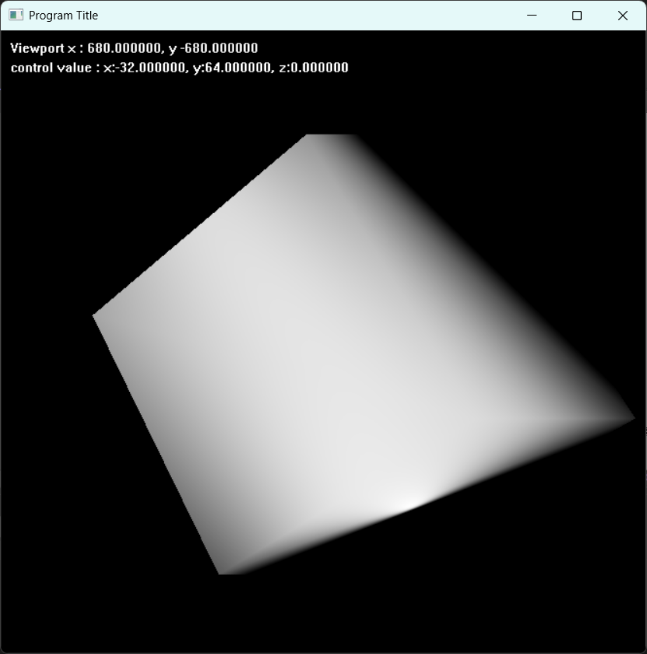 Program Title
Viewport x : 680.000000, y -680.000000
control value : x:-32.000000, y:64.000000, z:0.000000